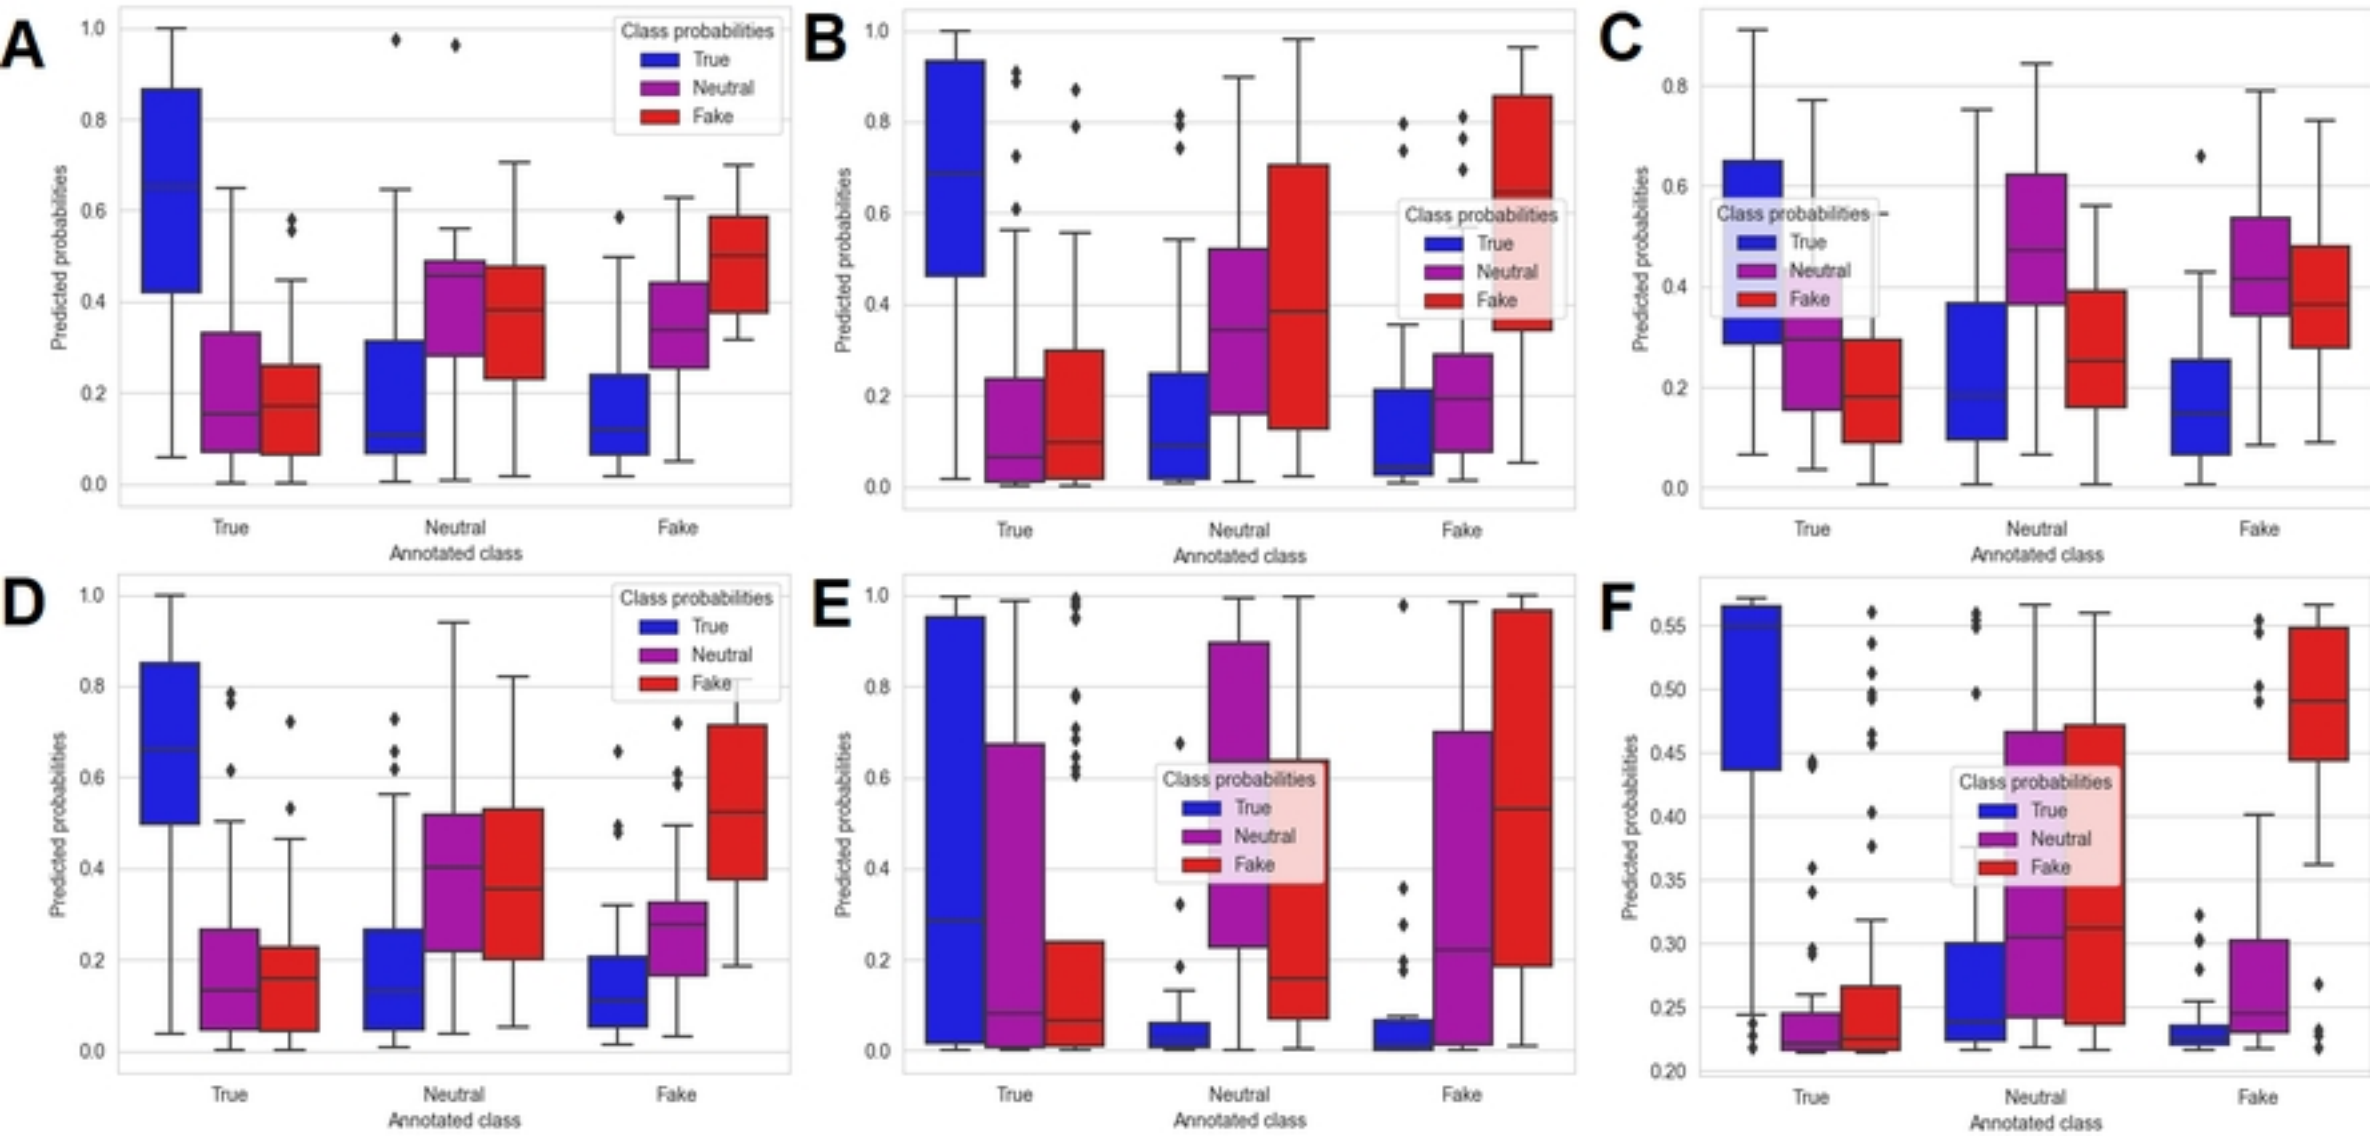 A
Class probabilities
True
Neutral
Fake
1.0
0.8
0.6
0.4
0.2
0.0
Predicted probabilities
True Neutral Fake
Annotated class
B
Class probabilities
True
Neutral
Fake
1.0
0.8
0.6
0.4
0.2
0.0
Predicted probabilities
True Neutral Fake
Annotated class
C
Class probabilities
True
Neutral
Fake
0.8
0.6
0.4
0.2
0.0
Predicted probabilities
True Neutral Fake
Annotated class
D
Class probabilities
True
Neutral
Fake
1.0
0.8
0.6
0.4
0.2
0.0
Predicted probabilities
True Neutral Fake
Annotated class
E
Class probabilities
True
Neutral
Fake
1.0
0.8
0.6
0.4
0.2
0.0
Predicted probabilities
True Neutral Fake
Annotated class
F
Class probabilities
True
Neutral
Fake
0.55
0.50
0.45
0.40
0.35
0.30
0.25
0.20
Predicted probabilities
True Neutral Fake
Annotated class